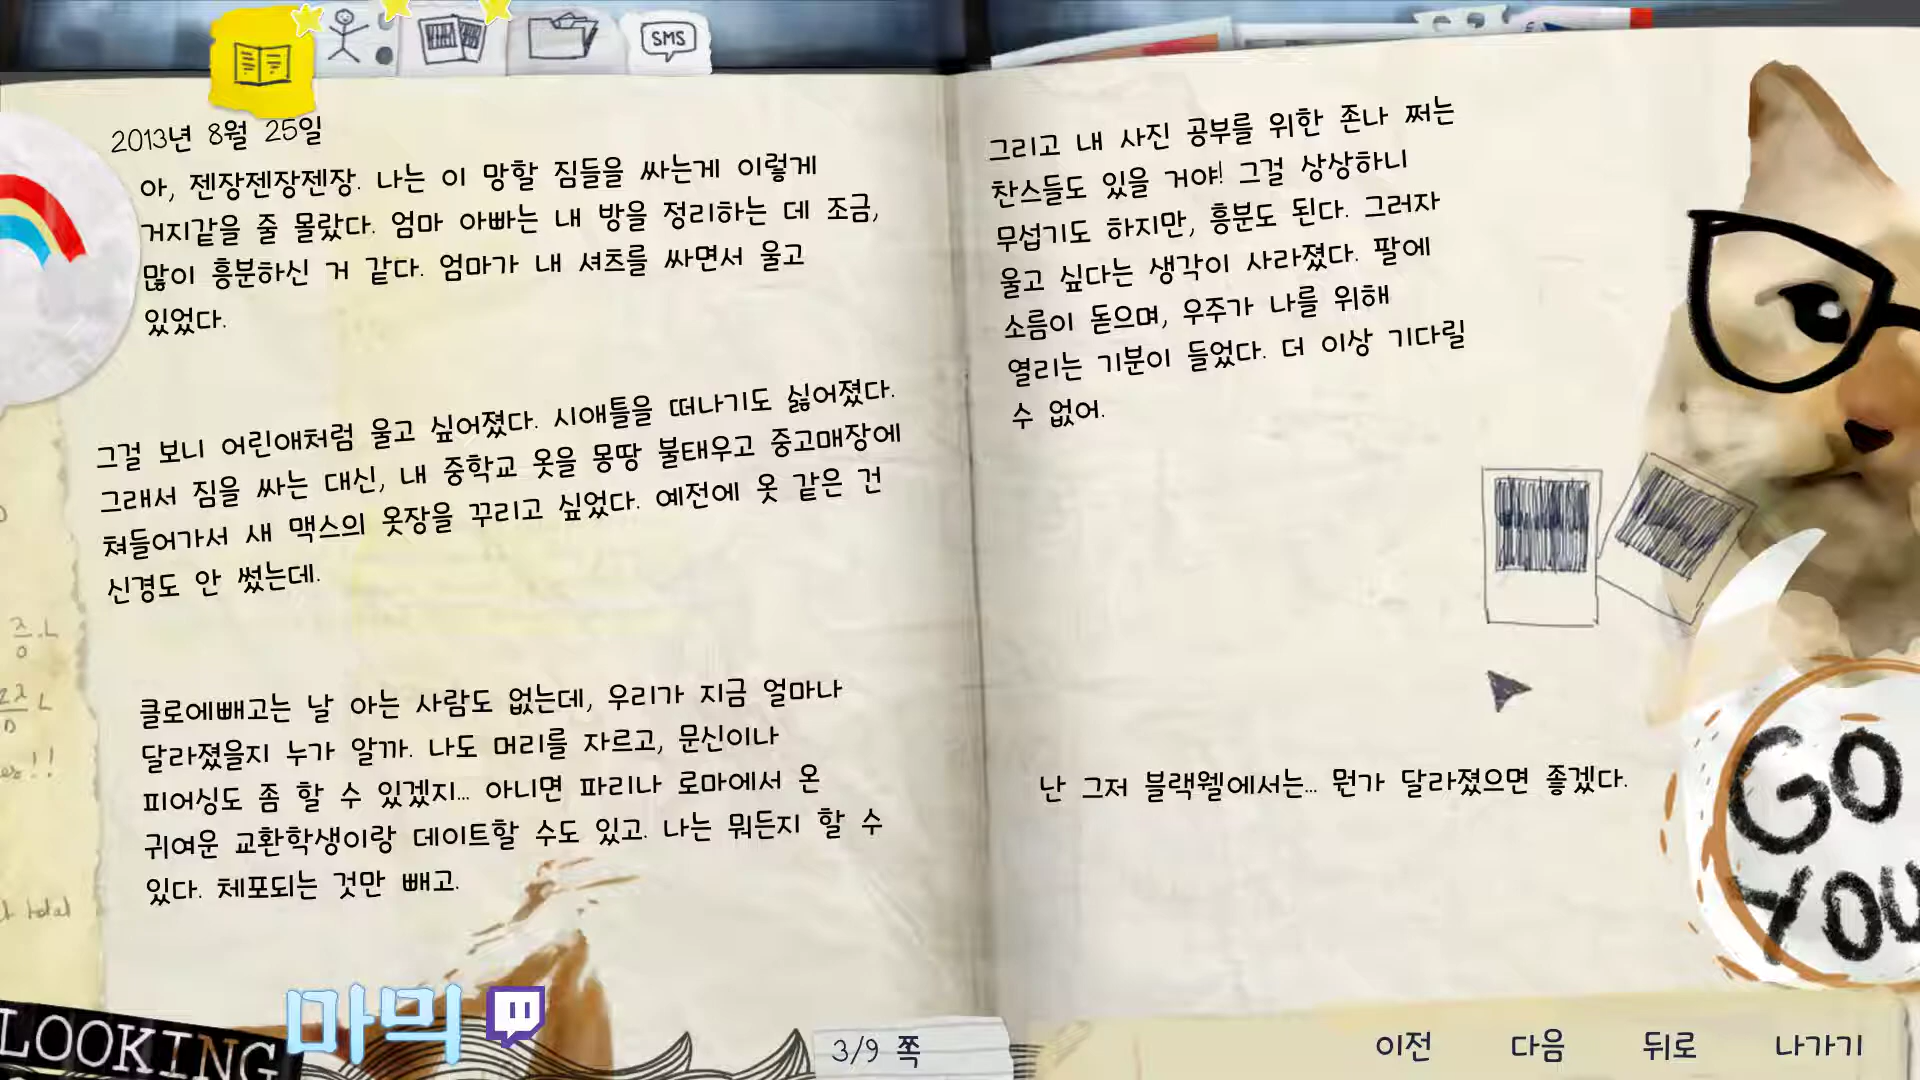 SMS
2013년 8월 25일
아, 젠장젠장젠장. 나는 이 망할 짐들을 싸는게 이렇게
거지같을 줄 몰랐다. 엄마 아빠는 내 방을 정리하는 데 조금,
많이 흥분하신 거 같다. 엄마가 내 셔츠를 싸면서 울고
있었다.
그걸 보니 어린애처럼 울고 싶어졌다. 시애틀을 떠나기도 싫어졌다.
그래서 짐을 싸는 대신, 내 중학교 옷을 몽땅 불태우고 중고매장에
쳐들어가서 새 맥스의 옷장을 꾸리고 싶었다. 예전에 옷 같은 건
신경도 안 썼는데.
클로에빼고는 날 아는 사람도 없는데, 우리가 지금 얼마나
달라졌을지 누가 알까. 나도 머리를 자르고, 문신이나
피어싱도 좀 할 수 있겠지... 아니면 파리나 로마에서 온
귀여운 교환학생이랑 데이트할 수도 있고. 나는 뭐든지 할 수
있다. 체포되는 것만 빼고.
그리고 내 사진 공부를 위한 존나 쩌는
찬스들도 있을 거야! 그걸 상상하니
무섭기도 하지만, 흥분도 된다. 그러자
울고 싶다는 생각이 사라졌다. 팔에
소름이 돋으며, 우주가 나를 위해
열리는 기분이 들었다. 더 이상 기다릴
수 없어.
난 그저 블랙웰에서는... 뭔가 달라졌으면 좋겠다.
GO
YOU
LOOKING
마믜
3/9 쪽
이전 다음 뒤로 나가기